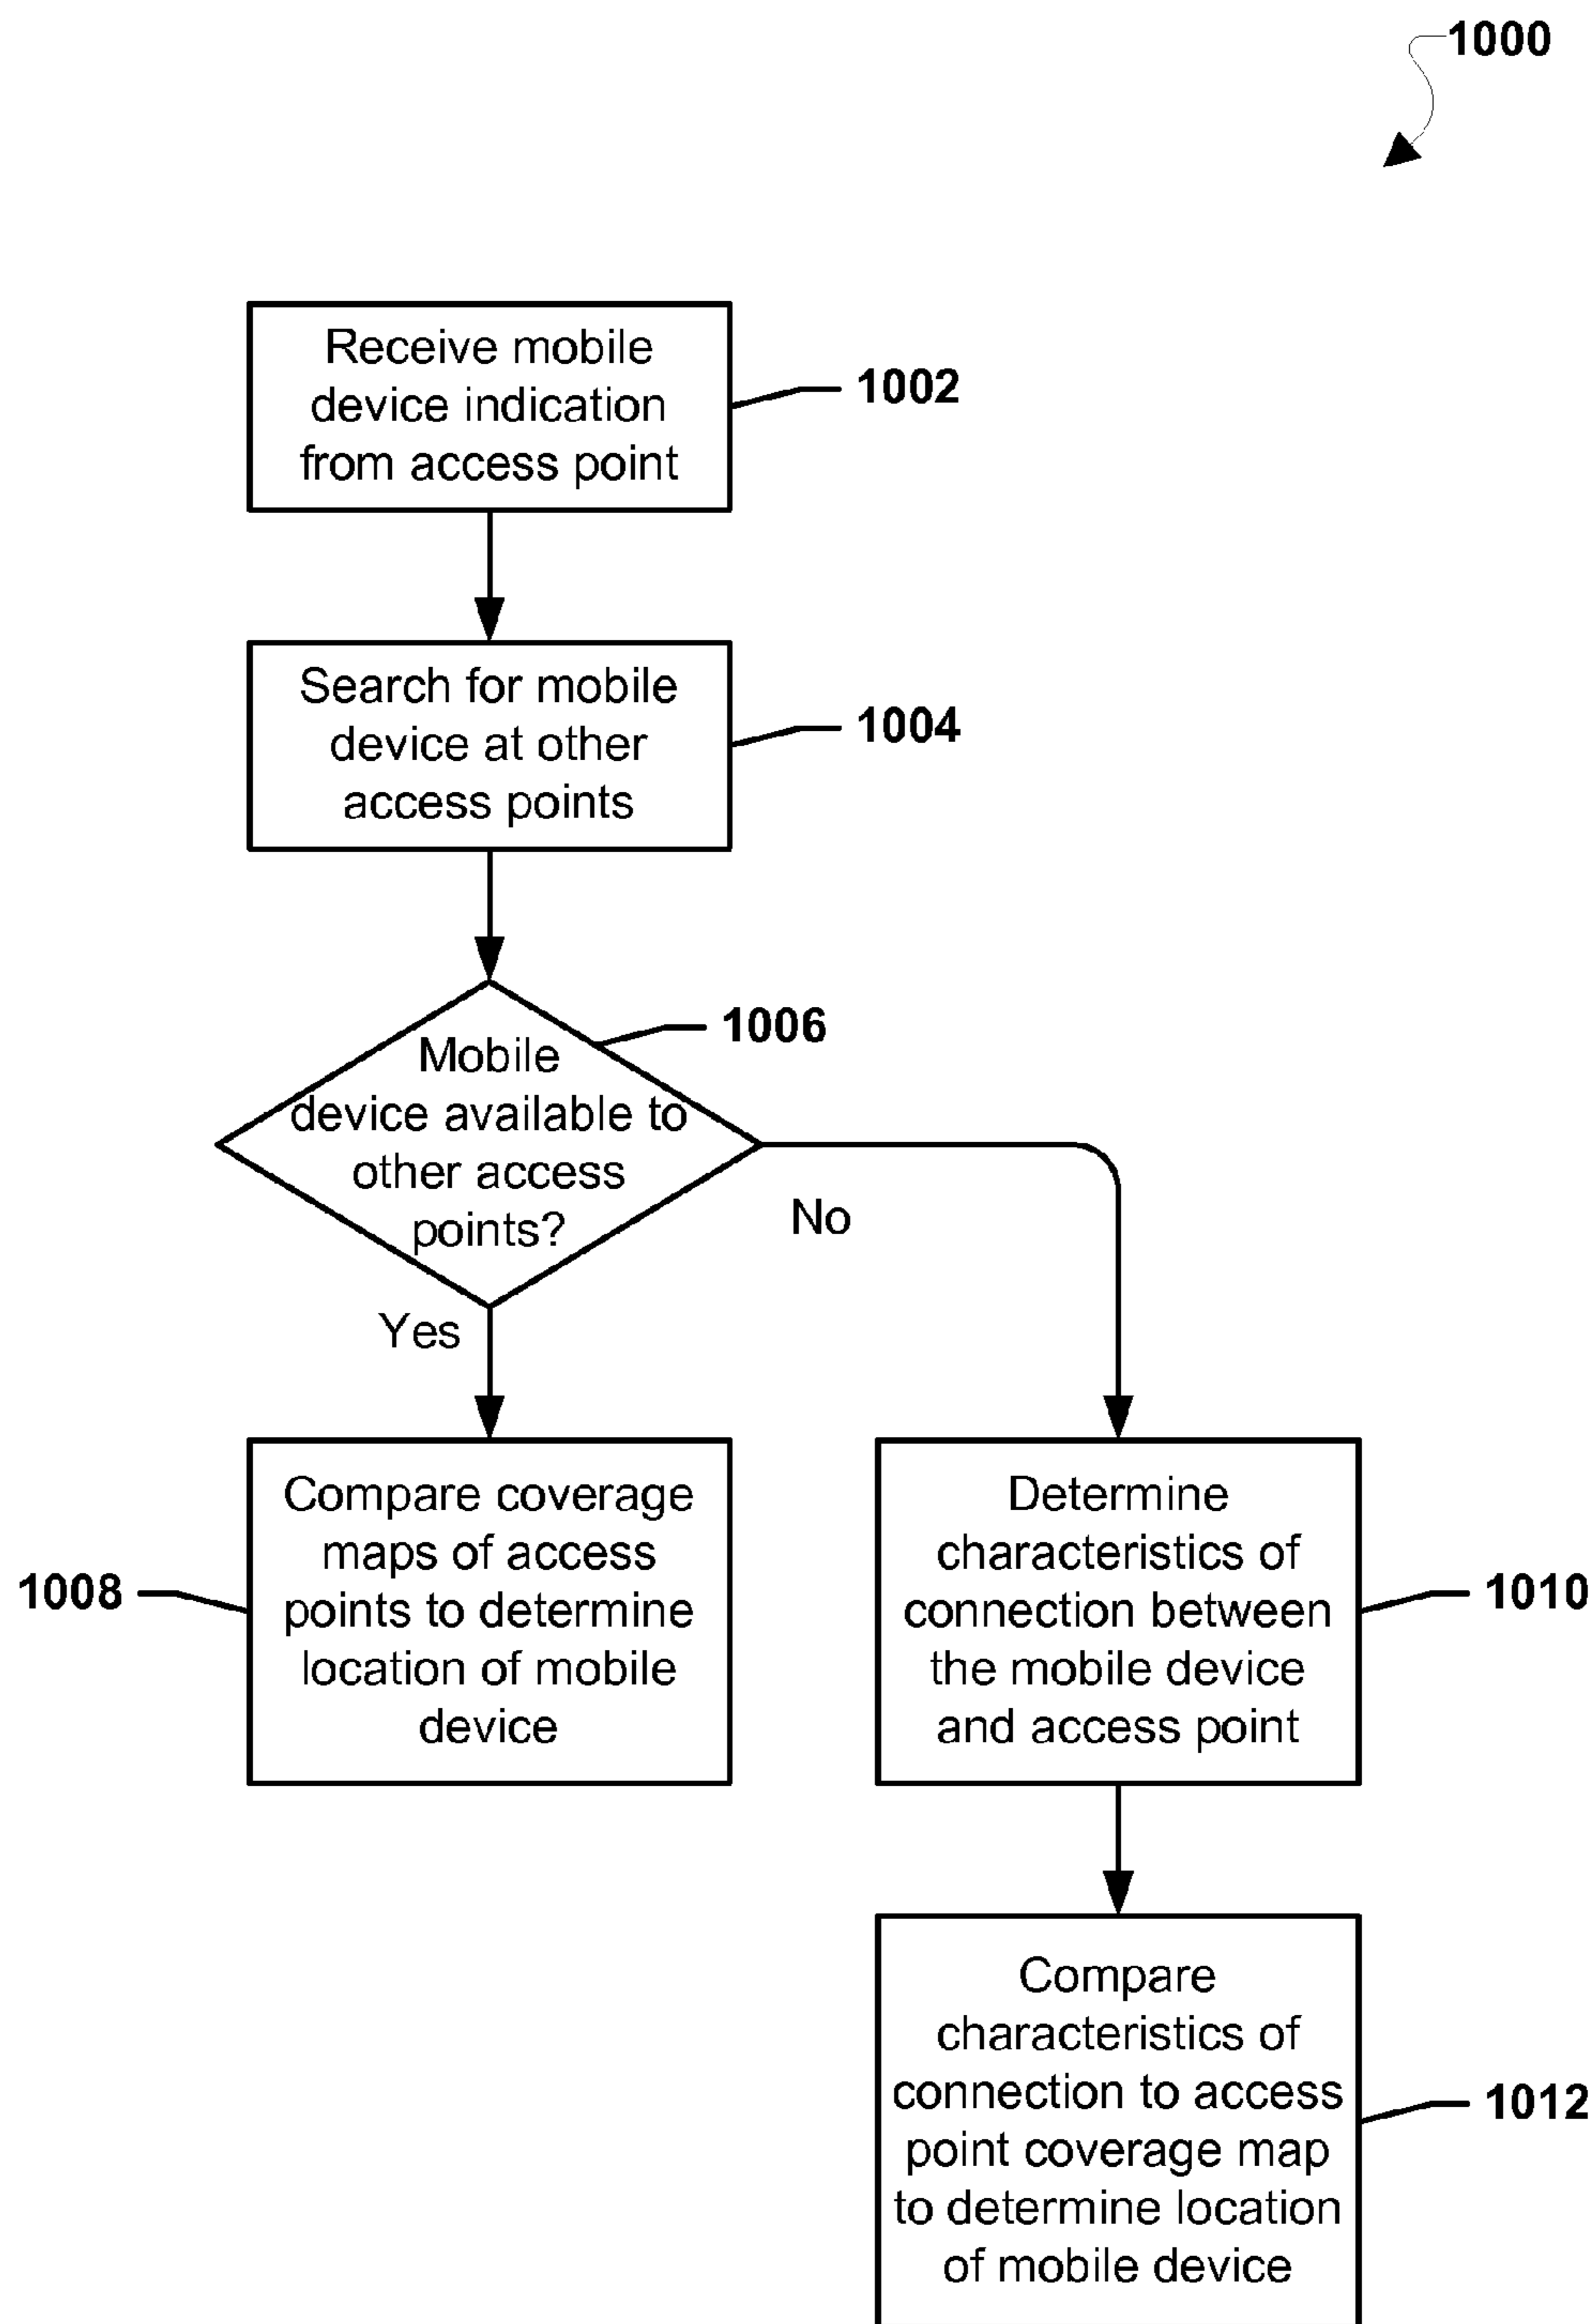 1000
Receive mobile
device indication
from access point
1002
Search for mobile
device at other
access points
1004
1006
Mobile
device available to
other access
points?
No
Yes
Compare coverage
maps of access
points to determine
location of mobile
device
1008
Determine
characteristics of
connection between
the mobile device
and access point
1010
Compare
characteristics of
connection to access
point coverage map
to determine location
of mobile device
1012